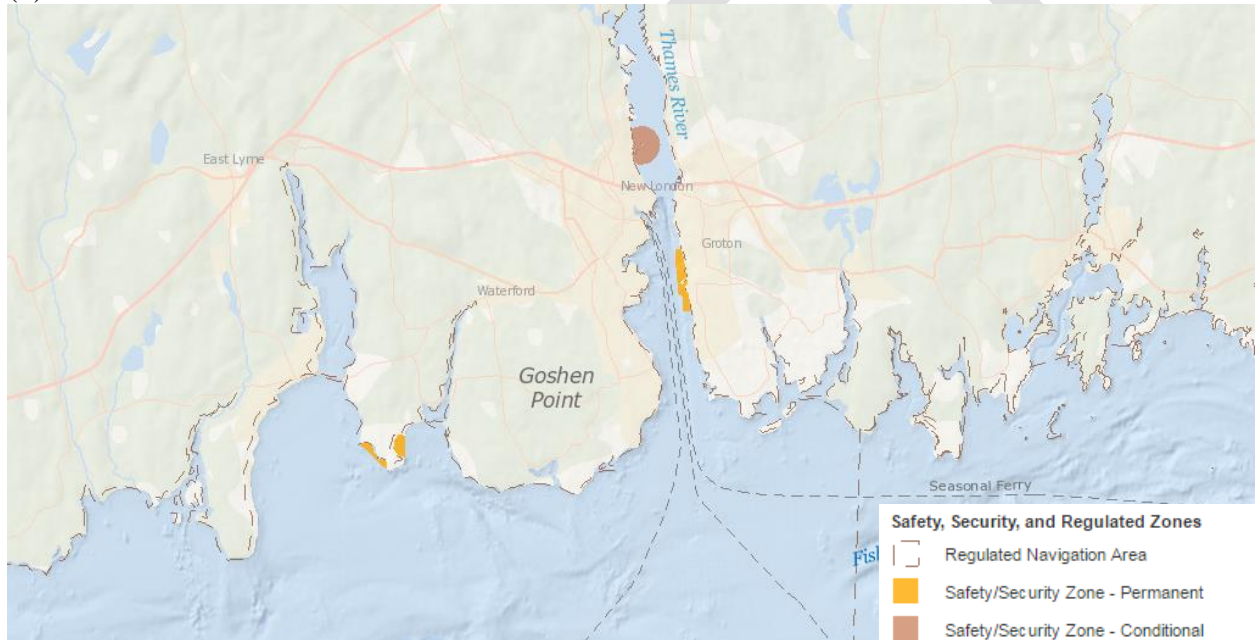 Thames River
East Lyme
New London
Groton
Waterford
Goshen
Point
Seasonal Ferry
Safety, Security, and Regulated Zones
Regulated Navigation Area
Safety/Security Zone - Permanent
Safety/Security Zone - Conditional